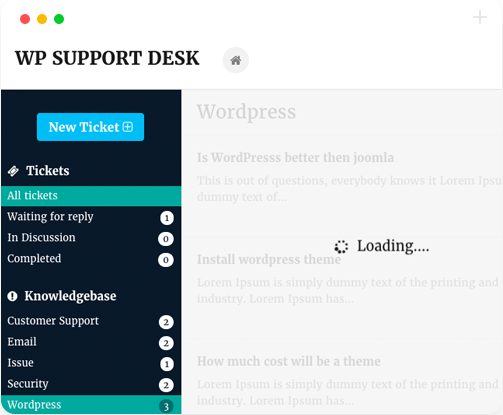 WP SUPPORT DESK
New Ticket
Tickets
All tickets
Waiting for reply 1
In Discussion 0
Completed 0
Knowledgebase
Customer Support 2
Email 2
Issue 1
Security 2
Wordpress 3
Wordpress
Is WordPresss better then joomla
This is out of questions, everybody knows it Lorem Ipsu
dummy text of...
Loading....
Install wordpress theme
Lorem Ipsum is simply dummy text of the printing and
industry. Lorem Ipsum has...
How much cost will be a theme
Lorem Ipsum is simply dummy text of the printing and
industry. Lorem Ipsum has...